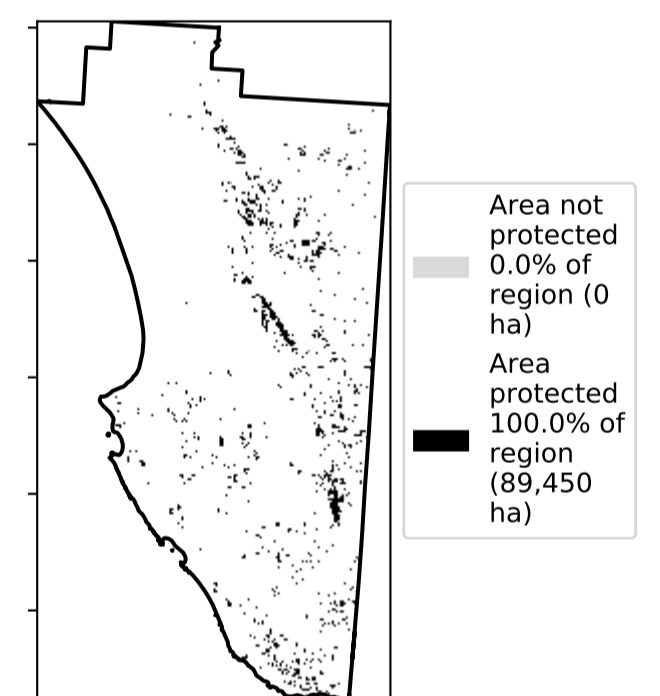 Area not
protected
0.0% of
region (0
ha)
Area
protected
100.0% of
region
(89,450
ha)